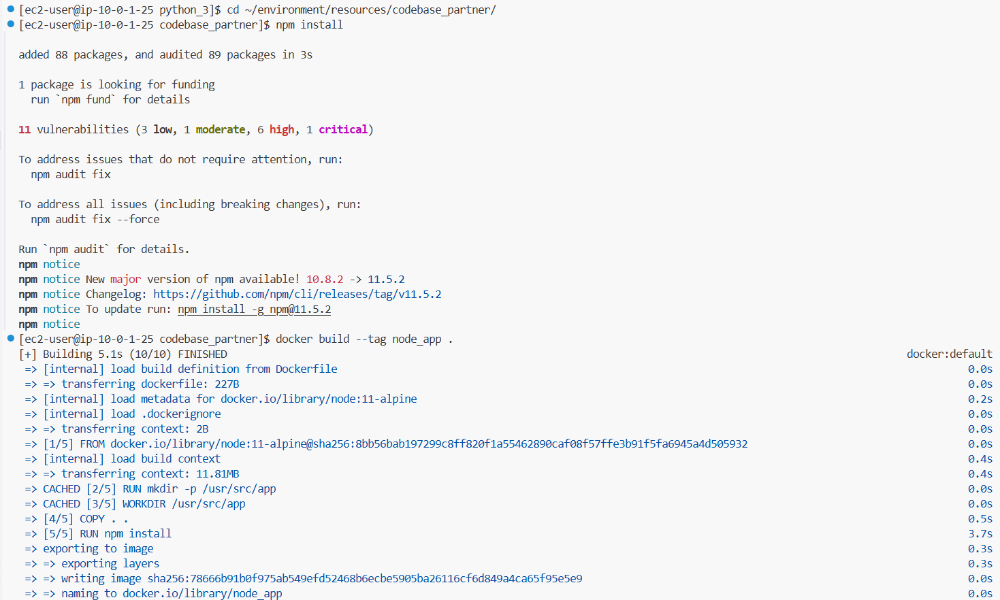 [ec2-user@ip-10-0-1-25 python_3]$ cd ~/environment/resources/codebase_partner/
[ec2-user@ip-10-0-1-25 codebase_partner]$ npm install
added 88 packages, and audited 89 packages in 3s
1 package is looking for funding
run `npm fund` for details
11 vulnerabilities (3 low, 1 moderate, 6 high, 1 critical)
To address issues that do not require attention, run:
npm audit fix
To address all issues (including breaking changes), run:
npm audit fix --force
Run `npm audit` for details.
npm notice
npm notice New major version of npm available! 10.8.2 -> 11.5.2
npm notice Changelog: https://github.com/npm/cli/releases/tag/v11.5.2
npm notice To update run: npm install -g npm@11.5.2
npm notice
[ec2-user@ip-10-0-1-25 codebase_partner]$ docker build --tag node_app .
[+] Building 5.1s (10/10) FINISHED docker:default
=> [internal] load build definition from Dockerfile 0.0s
=> => transferring dockerfile: 227B 0.0s
=> [internal] load metadata for docker.io/library/node:11-alpine 0.2s
=> [internal] load .dockerignore 0.0s
=> => transferring context: 2B 0.0s
=> [1/5] FROM docker.io/library/node:11-alpine@sha256:8bb56bab197299c8ff820f1a55462890caf08f57ffe3b91f5fa6945a4d505932 0.0s
=> [internal] load build context 0.4s
=> => transferring context: 11.81MB 0.4s
=> CACHED [2/5] RUN mkdir -p /usr/src/app 0.0s
=> CACHED [3/5] WORKDIR /usr/src/app 0.0s
=> [4/5] COPY . . 0.5s
=> [5/5] RUN npm install 3.7s
=> exporting to image 0.3s
=> => exporting layers 0.3s
=> => writing image sha256:78666b91b0f975ab549efd52468b6ecbe5905ba26116cf6d849a4ca65f95e5e9 0.0s
=> => naming to docker.io/library/node_app 0.0s